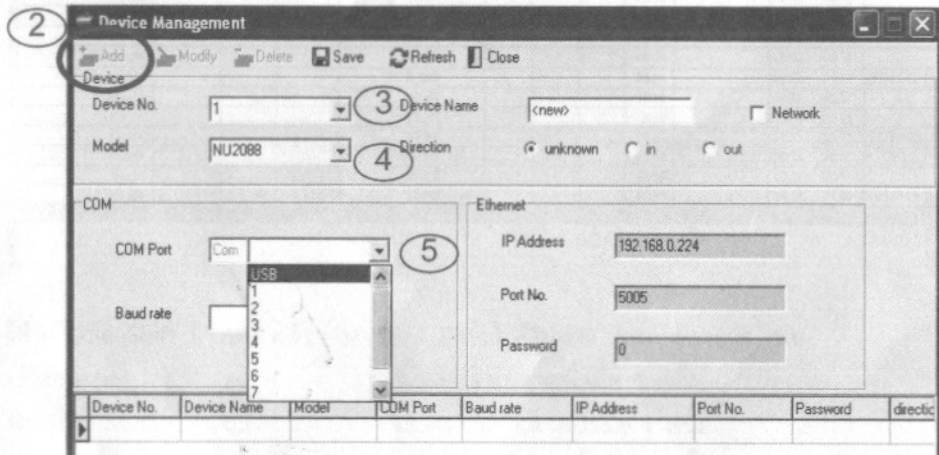 2 Device Management
Add Modify Delete Save Refresh Close
Device
Device No. 1 3 Device Name <new> Network
Model NU2088 4 Direction unknown in out
COM Ethernet
COM Port Com 5 IP Address 192.168.0.224
USB
1
2
Port No. 5005
Baud rate 3
4
5
Password 0
6
7
Device No. Device Name Model COM Port Baud rate IP Address Port No. Password directic